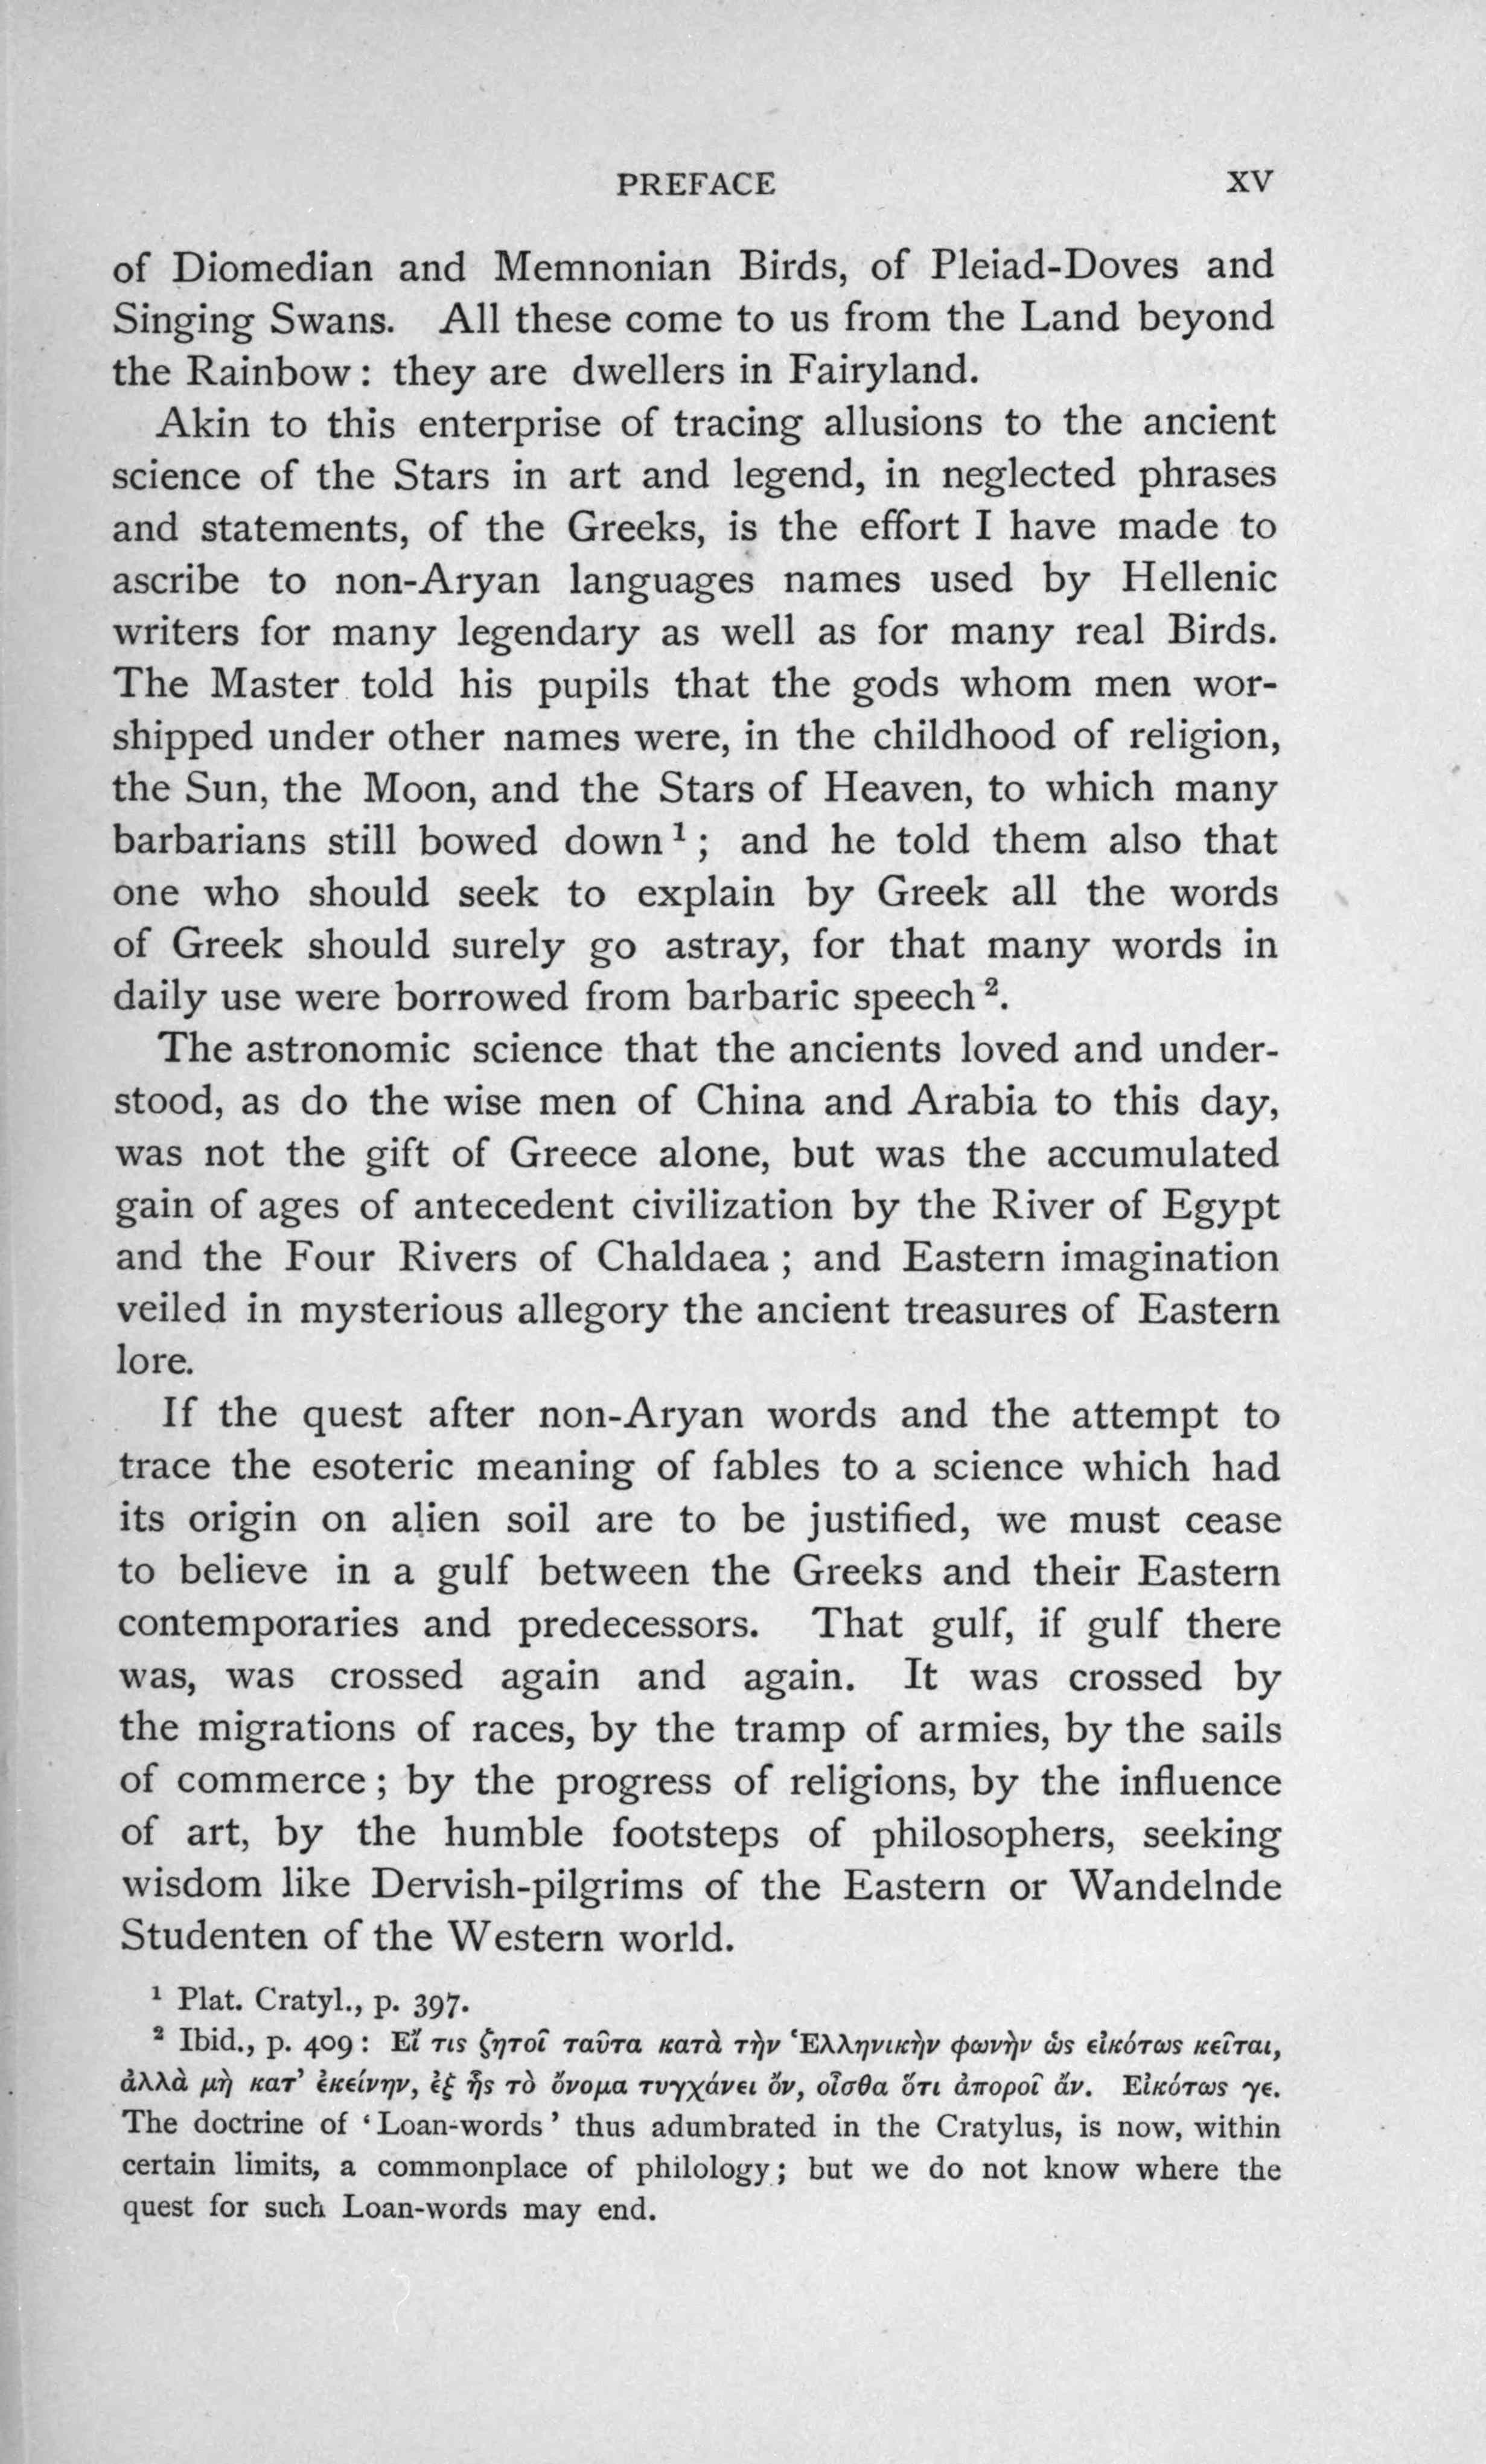 PREFACE XV
of Diomedian and Memnonian Birds, of Pleiad-Doves and
Singing Swans. All these come to us from the Land beyond
the Rainbow: they are dwellers in Fairyland.
Akin to this enterprise of tracing allusions to the ancient
science of the Stars in art and legend, in neglected phrases
and statements, of the Greeks, is the effort I have made to
ascribe to non-Aryan languages names used by Hellenic
writers for many legendary as well as for many real Birds.
The Master told his pupils that the gods whom men wor-
shipped under other names were, in the childhood of religion,
the Sun, the Moon, and the Stars of Heaven, to which many
barbarians still bowed down ¹; and he told them also that
one who should seek to explain by Greek all the words
of Greek should surely go astray, for that many words in
daily use were borrowed from barbaric speech ².
The astronomic science that the ancients loved and under-
stood, as do the wise men of China and Arabia to this day,
was not the gift of Greece alone, but was the accumulated
gain of ages of antecedent civilization by the River of Egypt
and the Four Rivers of Chaldaea; and Eastern imagination
veiled in mysterious allegory the ancient treasures of Eastern
lore.
If the quest after non-Aryan words and the attempt to
trace the esoteric meaning of fables to a science which had
its origin on alien soil are to be justified, we must cease
to believe in a gulf between the Greeks and their Eastern
contemporaries and predecessors. That gulf, if gulf there
was, was crossed again and again. It was crossed by
the migrations of races, by the tramp of armies, by the sails
of commerce; by the progress of religions, by the influence
of art, by the humble footsteps of philosophers, seeking
wisdom like Dervish-pilgrims of the Eastern or Wandelnde
Studenten of the Western world.
¹ Plat. Cratyl., p. 397.
² Ibid., p. 409: Εἴ τις ζητοῖ ταῦτα κατὰ τὴν Ἑλληνικὴν φωνὴν ὡς εἰκότως κεῖται,
ἀλλὰ μὴ κατ' ἐκείνην, ἐξ ἧς τὸ ὄνομα τυγχάνει ὄν, οἶσθα ὅτι ἀποροῖ ἄν. Εἰκότως γε.
The doctrine of 'Loan-words' thus adumbrated in the Cratylus, is now, within
certain limits, a commonplace of philology; but we do not know where the
quest for such Loan-words may end.